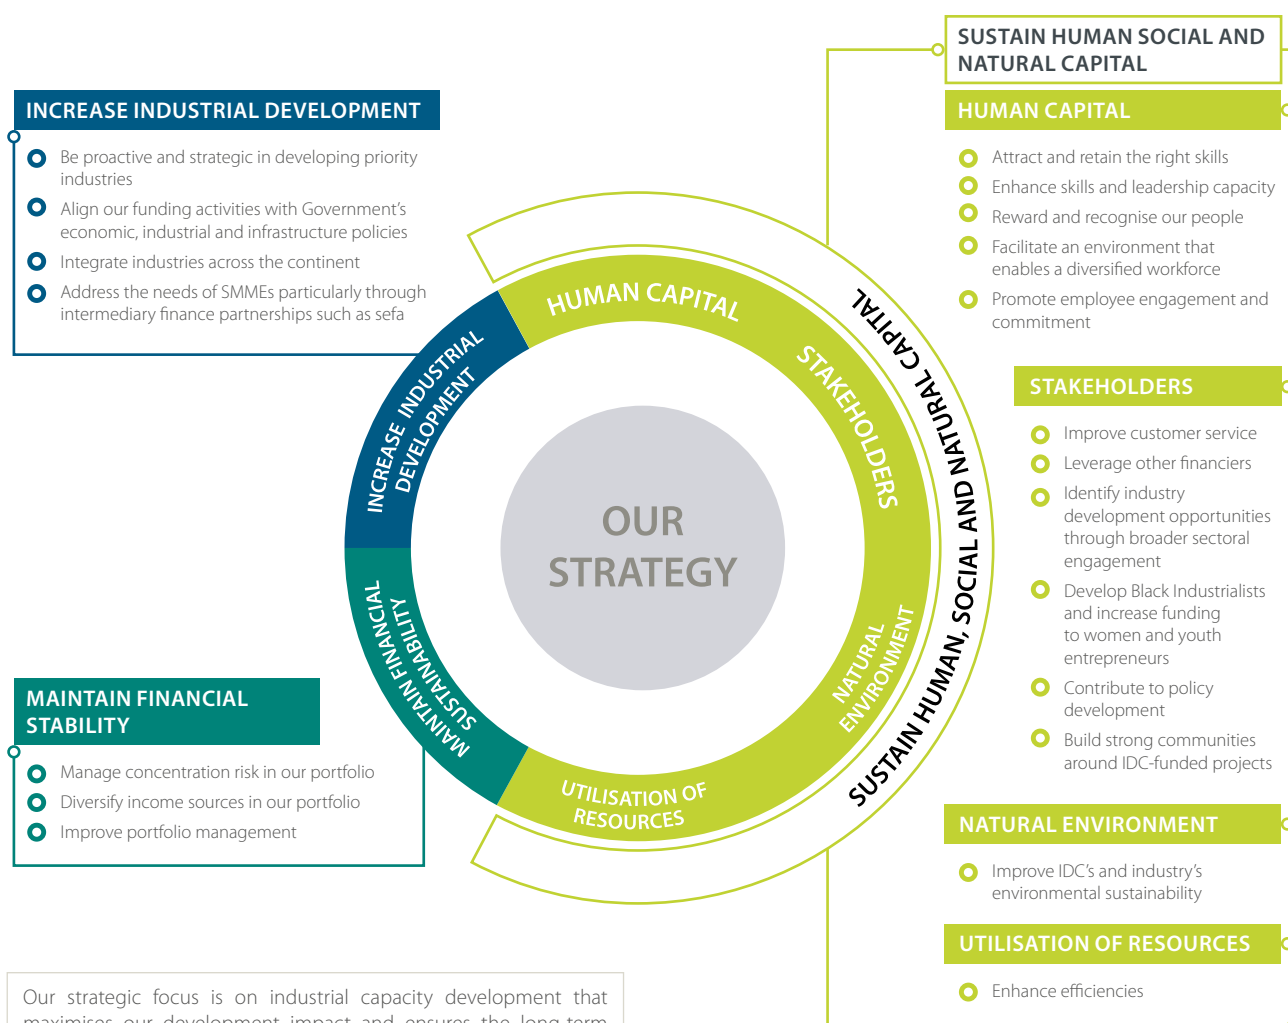 SUSTAIN HUMAN SOCIAL AND
NATURAL CAPITAL
INCREASE INDUSTRIAL DEVELOPMENT
Be proactive and strategic in developing priority
industries
Align our funding activities with Government's
economic, industrial and infrastructure policies
Integrate industries across the continent
Address the needs of SMMEs particularly through
intermediary finance partnerships such as sefa
HUMAN CAPITAL
Attract and retain the right skills
Enhance skills and leadership capacity
Reward and recognise our people
Facilitate an environment that
enables a diversified workforce
Promote employee engagement and
commitment
STAKEHOLDERS
Improve customer service
Leverage other financiers
Identify industry
development opportunities
through broader sectoral
engagement
Develop Black Industrialists
and increase funding
to women and youth
entrepreneurs
Contribute to policy
development
Build strong communities
around IDC-funded projects
NATURAL ENVIRONMENT
Improve IDC's and industry's
environmental sustainability
UTILISATION OF RESOURCES
Enhance efficiencies
OUR
STRATEGY
HUMAN CAPITAL
STAKEHOLDERS
NATURAL
ENVIRONMENT
UTILISATION OF
RESOURCES
MAINTAIN FINANCIAL
SUSTAINABILITY
INCREASE INDUSTRIAL
DEVELOPMENT
SUSTAIN HUMAN, SOCIAL AND NATURAL CAPITAL
MAINTAIN FINANCIAL
STABILITY
Manage concentration risk in our portfolio
Diversify income sources in our portfolio
Improve portfolio management
Our strategic focus is on industrial capacity development that
maximises our development impact and ensures the long-term